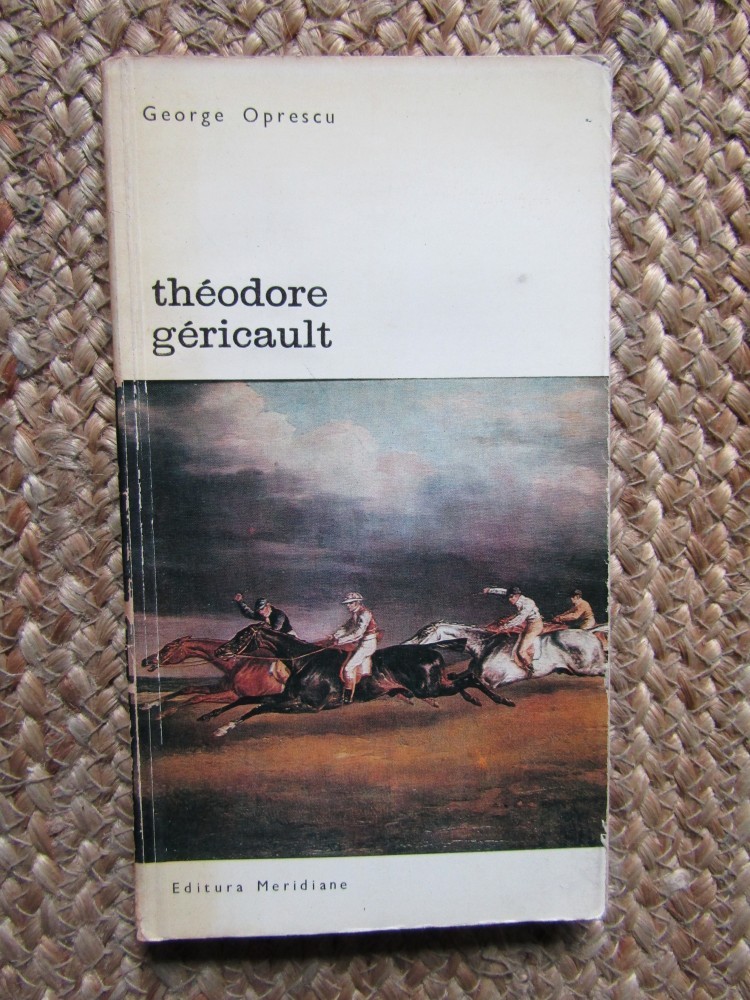 George Oprescu
théodore
géricault
Editura Meridiane